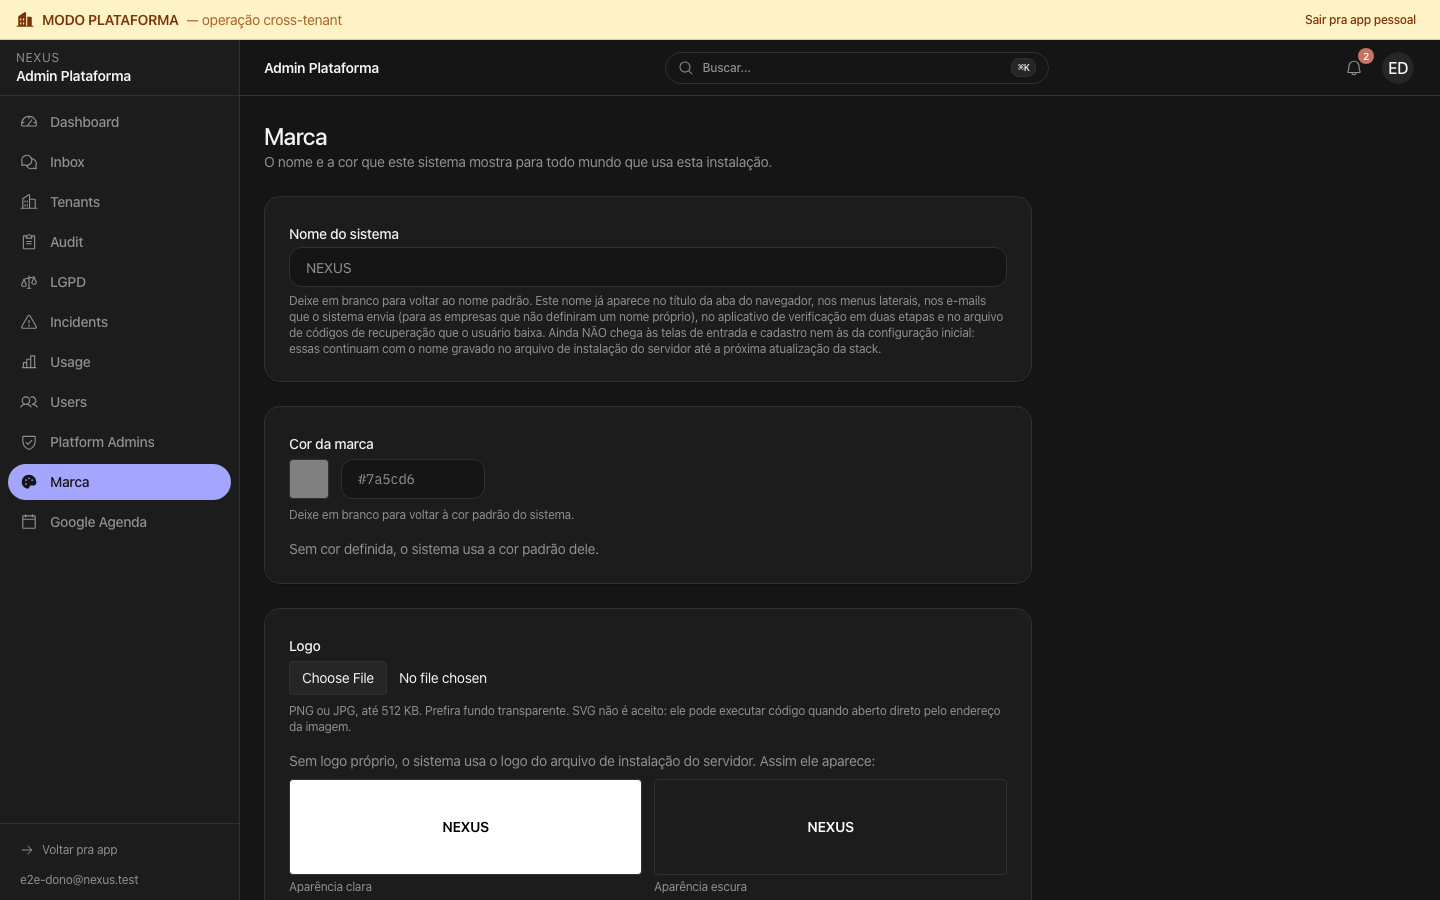 MODO PLATAFORMA — operação cross-tenant
Sair pra app pessoal
NEXUS
Admin Plataforma
Admin Plataforma
Buscar...
⌘K
2
ED
Dashboard
Inbox
Tenants
Audit
LGPD
Incidents
Usage
Users
Platform Admins
Marca
Google Agenda
Voltar pra app
e2e-dono@nexus.test
Marca
O nome e a cor que este sistema mostra para todo mundo que usa esta instalação.
Nome do sistema
NEXUS
Deixe em branco para voltar ao nome padrão. Este nome já aparece no título da aba do navegador, nos menus laterais, nos e-mails
que o sistema envia (para as empresas que não definiram um nome próprio), no aplicativo de verificação em duas etapas e no arquivo
de códigos de recuperação que o usuário baixa. Ainda NÃO chega às telas de entrada e cadastro nem às da configuração inicial:
essas continuam com o nome gravado no arquivo de instalação do servidor até a próxima atualização da stack.
Cor da marca
#7a5cd6
Deixe em branco para voltar à cor padrão do sistema.
Sem cor definida, o sistema usa a cor padrão dele.
Logo
Choose File No file chosen
PNG ou JPG, até 512 KB. Prefira fundo transparente. SVG não é aceito: ele pode executar código quando aberto direto pelo endereço
da imagem.
Sem logo próprio, o sistema usa o logo do arquivo de instalação do servidor. Assim ele aparece:
NEXUS
NEXUS
Aparência clara
Aparência escura